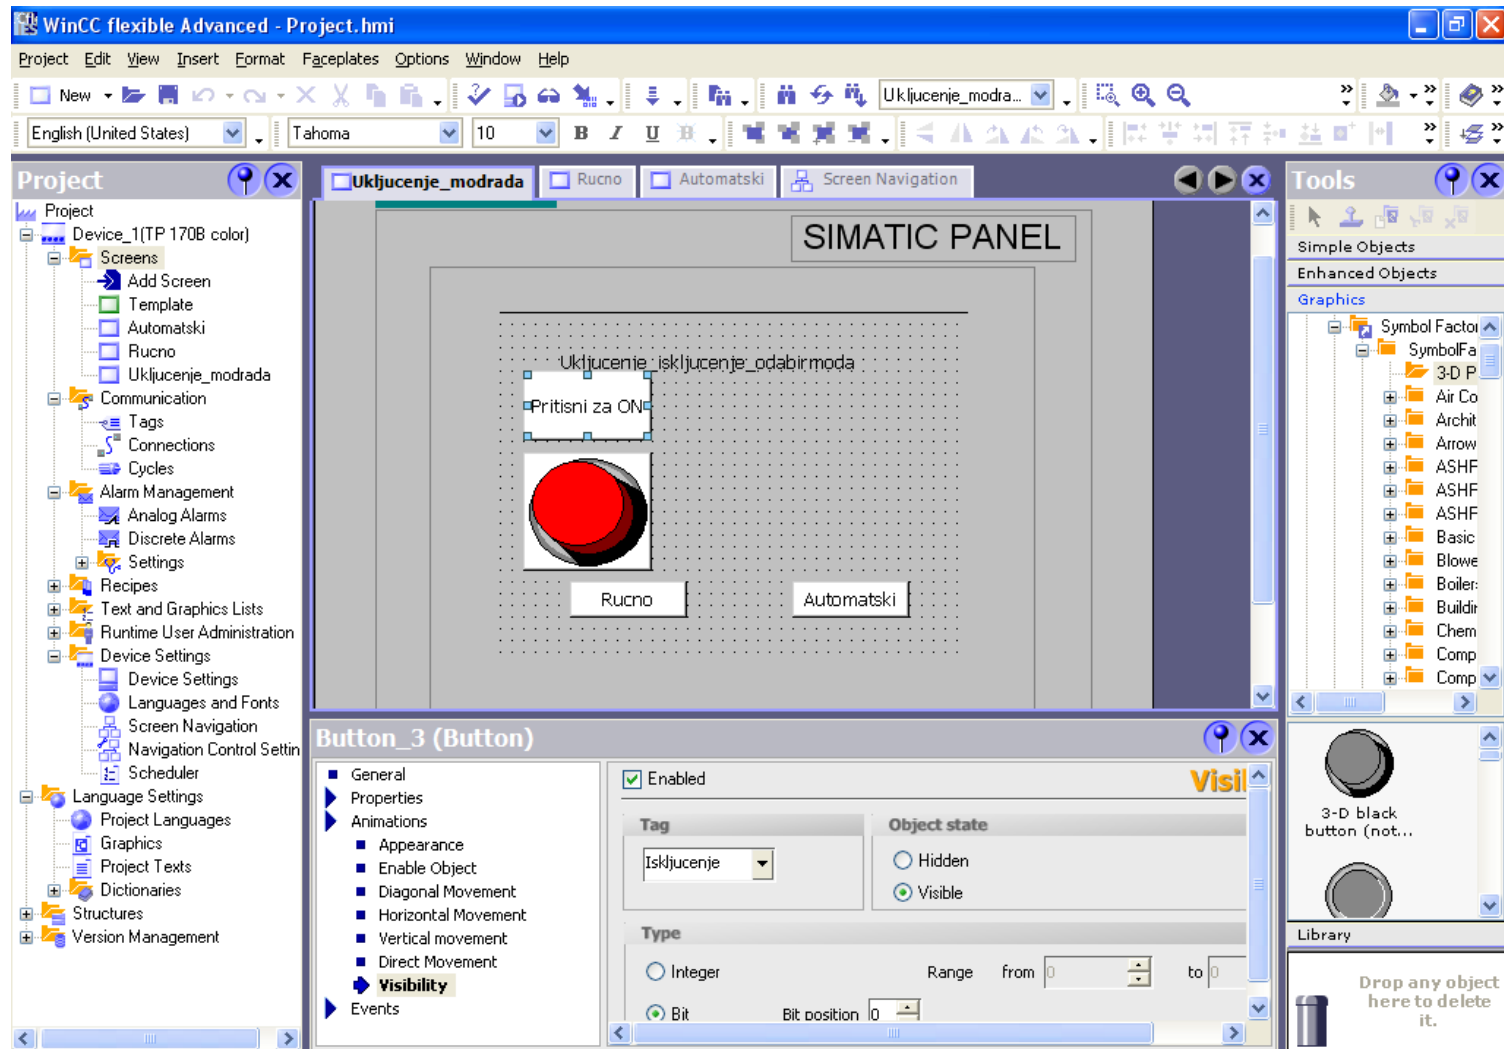 WinCC flexible Advanced - Project.hmi
Project Edit View Insert Format Faceplates Options Window Help
New Ukljucenje_modra...
English (United States) Tahoma 10 B I U
Project
Project
Device_1(TP 170B color)
Screens
Add Screen
Template
Automatski
Rucno
Ukljucenje_modrada
Communication
Tags
Connections
Cycles
Alarm Management
Analog Alarms
Discrete Alarms
Settings
Recipes
Text and Graphics Lists
Runtime User Administration
Device Settings
Device Settings
Languages and Fonts
Screen Navigation
Navigation Control Settin
Scheduler
Language Settings
Project Languages
Graphics
Project Texts
Dictionaries
Structures
Version Management
Ukljucenje_modrada Rucno Automatski Screen Navigation
SIMATIC PANEL
Ukljucenje_iskljucenje_odabirmoda
Pritisni za ON
Rucno Automatski
Button_3 (Button)
General
Properties
Animations
Appearance
Enable Object
Diagonal Movement
Horizontal Movement
Vertical movement
Direct Movement
Visibility
Events
Enabled Visi
Tag
Iskljucenje
Object state
Hidden
Visible
Type
Integer Range from 0 to 0
Bit Bit position 0
Tools
Simple Objects
Enhanced Objects
Graphics
Symbol Factor
SymbolFa
3-D P
Air Co
Archit
Arrow
ASHF
ASHF
ASHF
Basic
Blowe
Boiler
Buildir
Chem
Comp
Comp
3-D black
button (not...
Library
Drop any object
here to delete
it.